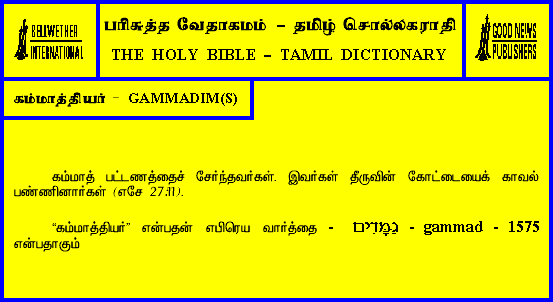 BELLWETHER
INTERNATIONAL
பரிசுத்த வேதாகமம் – தமிழ் சொல்லகராதி
THE HOLY BIBLE – TAMIL DICTIONARY
GOOD NEWS
PUBLISHERS
கம்மாத்தியர் – GAMMADIM(S)
கம்மாத் பட்டணத்தைச் சேர்ந்தவர்கள். இவர்கள் தீருவின் கோட்டையைக் காவல்
பண்ணினார்கள் (எசே 27:11).
“கம்மாத்தியர்” என்பதன் எபிரெய வார்த்தை - גַּמָּדִים - gammad - 1575
என்பதாகும்